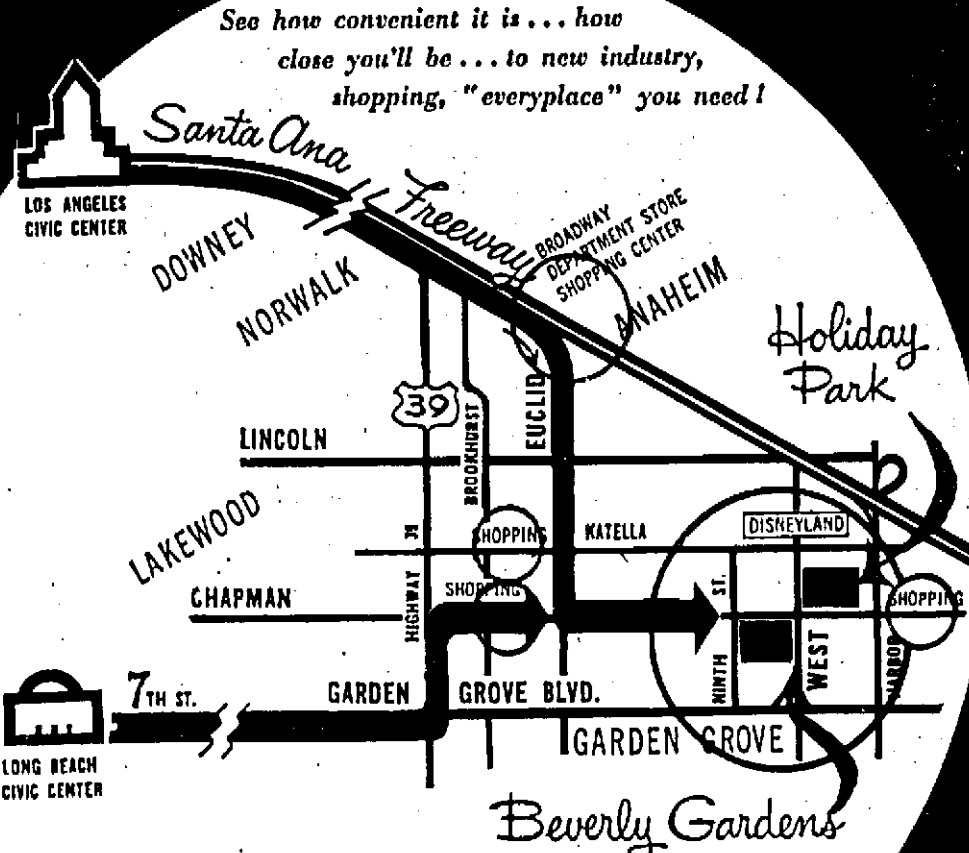 See how convenient it is . . . how
close you'll be . . . to new industry,
shopping, "everyplace" you need!
Santa Ana
Freeway
LOS ANGELES
CIVIC CENTER
DOWNEY
NORWALK
BROADWAY
DEPARTMENT STORE
SHOPPING CENTER
ANAHEIM
Holiday
Park
39
BROOKHURST
EUCLID
LINCOLN
LAKEWOOD
HIGHWAY 39
SHOPPING
KATELLA
DISNEYLAND
CHAPMAN
SHOPPING
NINTH ST.
WEST
HARBOR
SHOPPING
7TH ST.
GARDEN GROVE BLVD.
GARDEN GROVE
LONG BEACH
CIVIC CENTER
Beverly Gardens